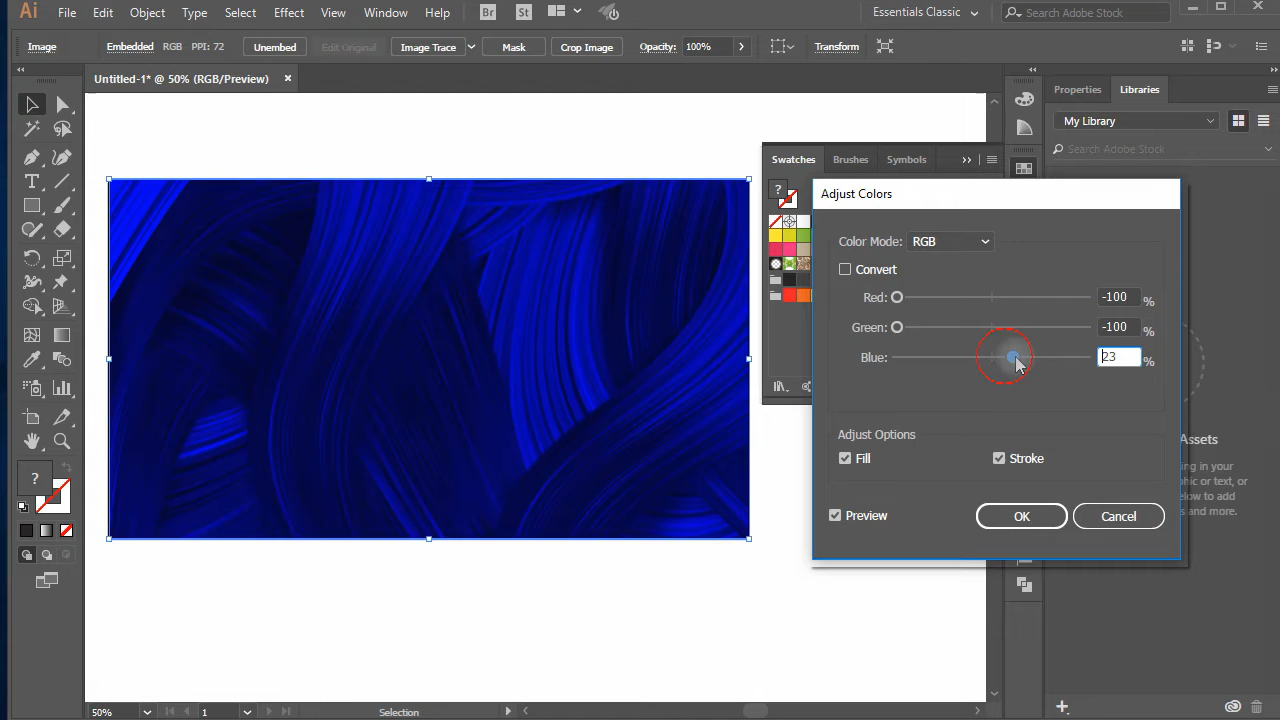 Ai File Edit Object Type Select Effect View Window Help Br St Essentials Classic Search Adobe Stock
Image Embedded RGB PPI: 72 Unembed Edit Original Image Trace Mask Crop Image Opacity: 100% Transform
Untitled-1* @ 50% (RGB/Preview)
Properties Libraries
My Library
Search Adobe Stock
Swatches Brushes Symbols
?
Adjust Colors
Color Mode: RGB
Convert
Red: -100 %
Green: -100 %
Blue: 23 %
Adjust Options
Fill Stroke
Preview OK Cancel
Assets
ing in your
phic or text,
elow to add
s and more.
?
50% 1 Selection